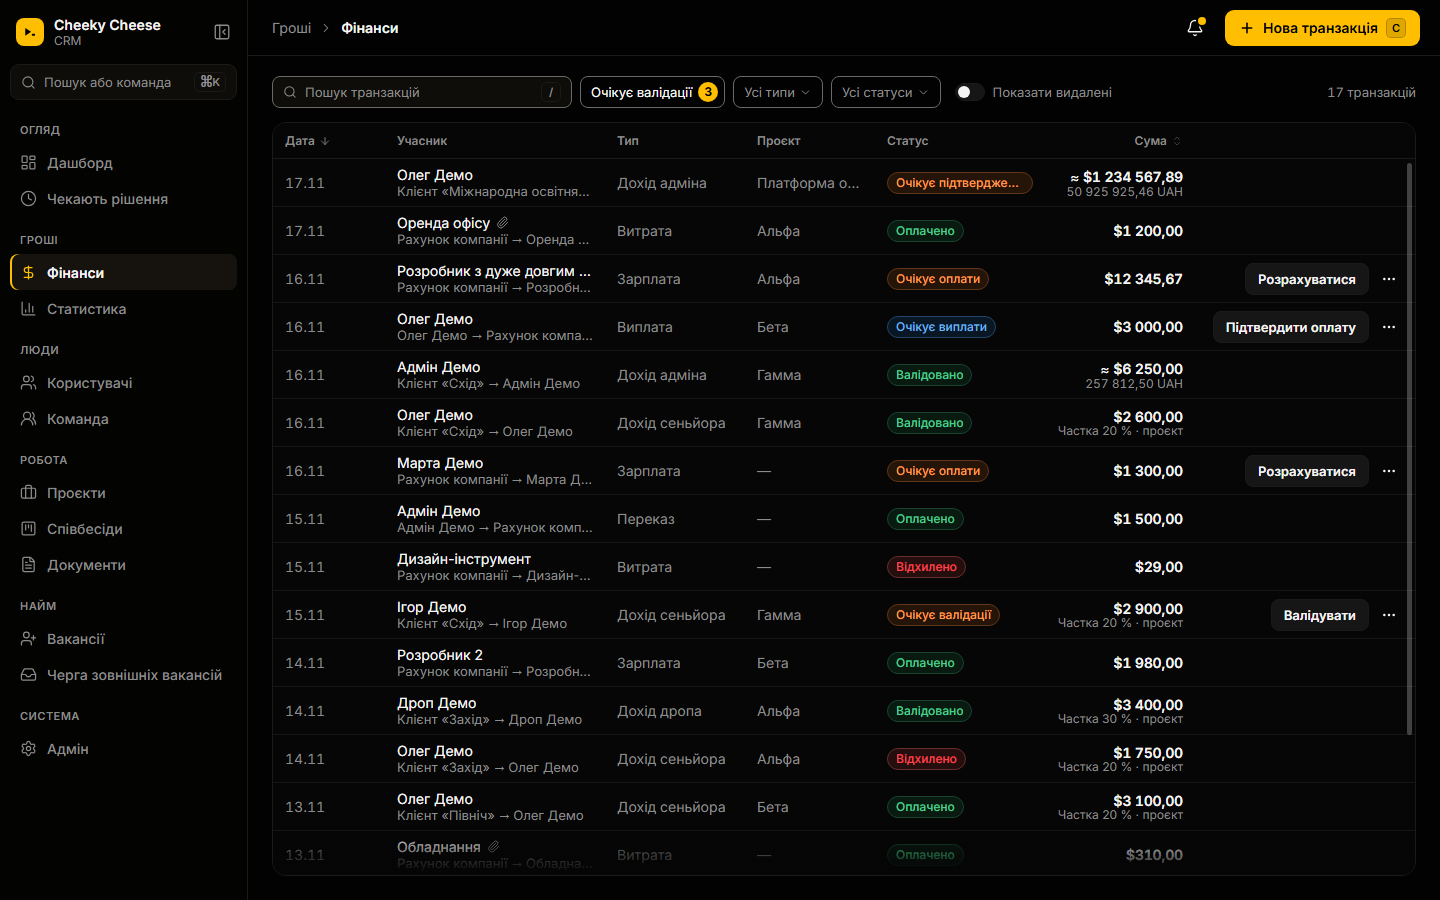 Cheeky Cheese
CRM
Пошук або команда ⌘K
ОГЛЯД
Дашборд
Чекають рішення
ГРОШІ
Фінанси
Статистика
ЛЮДИ
Користувачі
Команда
РОБОТА
Проєкти
Співбесіди
Документи
НАЙМ
Вакансії
Черга зовнішніх вакансій
СИСТЕМА
Адмін
Гроші > Фінанси
+ Нова транзакція C
Пошук транзакцій /
Очікує валідації 3
Усі типи
Усі статуси
Показати видалені
17 транзакцій
Дата ↓ Учасник Тип Проєкт Статус Сума
17.11 Олег Демо Дохід адміна Платформа о... Очікує підтвердже... ≈ $1 234 567,89
Клієнт «Міжнародна освітня... 50 925 925,46 UAH
17.11 Оренда офісу Витрата Альфа Оплачено $1 200,00
Рахунок компанії → Оренда ...
16.11 Розробник з дуже довгим ... Зарплата Альфа Очікує оплати $12 345,67 Розрахуватися ...
Рахунок компанії → Розробн...
16.11 Олег Демо Виплата Бета Очікує виплати $3 000,00 Підтвердити оплату ...
Олег Демо → Рахунок компа...
16.11 Адмін Демо Дохід адміна Гамма Валідовано ≈ $6 250,00
Клієнт «Схід» → Адмін Демо 257 812,50 UAH
16.11 Олег Демо Дохід сеньйора Гамма Валідовано $2 600,00
Клієнт «Схід» → Олег Демо Частка 20 % · проєкт
16.11 Марта Демо Зарплата — Очікує оплати $1 300,00 Розрахуватися ...
Рахунок компанії → Марта Д...
15.11 Адмін Демо Переказ — Оплачено $1 500,00
Адмін Демо → Рахунок комп...
15.11 Дизайн-інструмент Витрата — Відхилено $29,00
Рахунок компанії → Дизайн-...
15.11 Ігор Демо Дохід сеньйора Гамма Очікує валідації $2 900,00 Валідувати ...
Клієнт «Схід» → Ігор Демо Частка 20 % · проєкт
14.11 Розробник 2 Зарплата Бета Оплачено $1 980,00
Рахунок компанії → Розробн...
14.11 Дроп Демо Дохід дропа Альфа Валідовано $3 400,00
Клієнт «Захід» → Дроп Демо Частка 30 % · проєкт
14.11 Олег Демо Дохід сеньйора Альфа Відхилено $1 750,00
Клієнт «Захід» → Олег Демо Частка 20 % · проєкт
13.11 Олег Демо Дохід сеньйора Бета Оплачено $3 100,00
Клієнт «Північ» → Олег Демо Частка 20 % · проєкт
13.11 Обладнання Витрата — Оплачено $310,00
Рахунок компанії → Обладна...